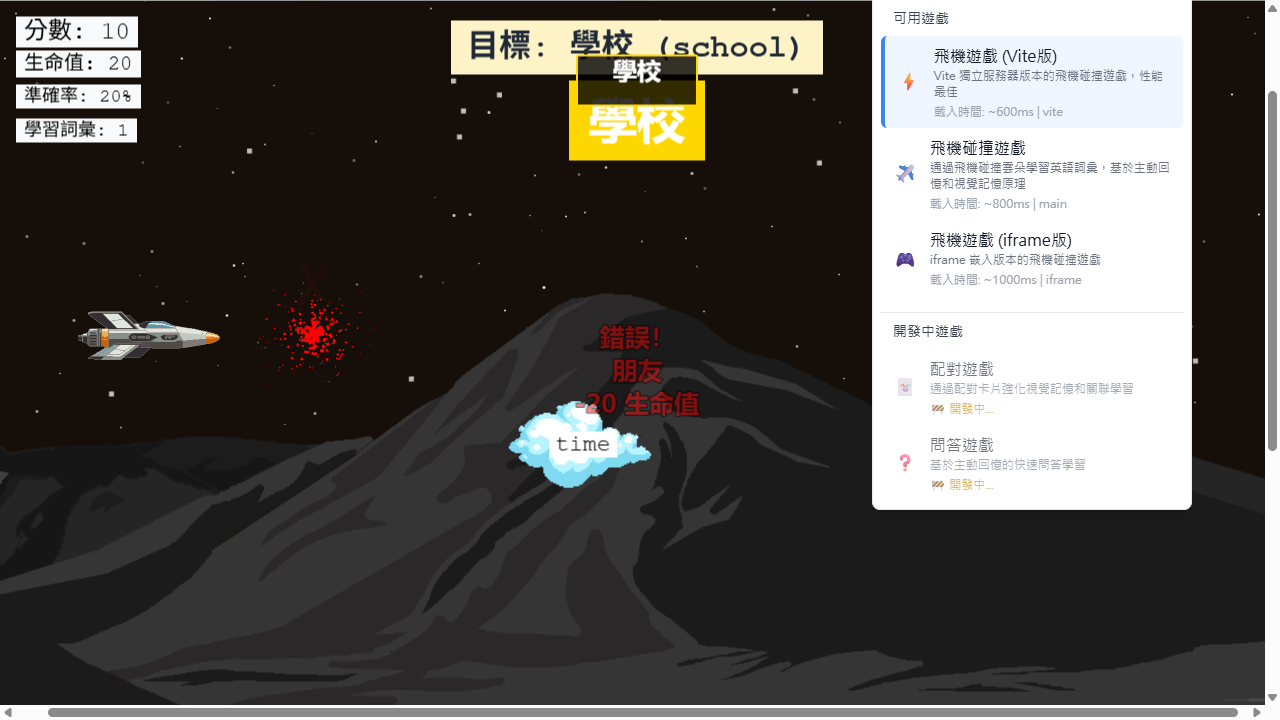 分數: 10
生命值: 20
準確率: 20%
學習詞彙: 1
目標: 學校 (school)
學校
學校
錯誤!
朋友
-20 生命值
time
可用遊戲
飛機遊戲 (Vite版)
Vite 獨立服務器版本的飛機碰撞遊戲，性能
最佳
載入時間: ~600ms | vite
飛機碰撞遊戲
通過飛機碰撞雲朵學習英語詞彙，基於主動回
憶和視覺記憶原理
載入時間: ~800ms | main
飛機遊戲 (iframe版)
iframe 嵌入版本的飛機碰撞遊戲
載入時間: ~1000ms | iframe
開發中遊戲
配對遊戲
通過配對卡片強化視覺記憶和關聯學習
🚧 開發中...
問答遊戲
基於主動回憶的快速問答學習
🚧 開發中...